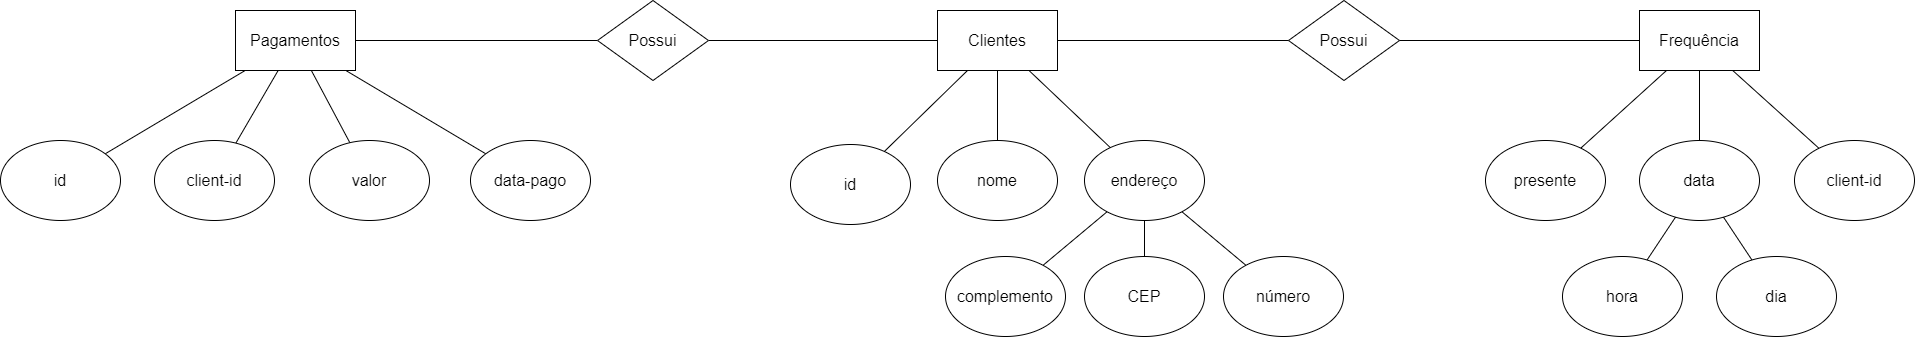 Pagamentos
Possui
Clientes
Possui
Frequência
id
client-id
valor
data-pago
id
nome
endereço
presente
data
client-id
complemento
CEP
número
hora
dia